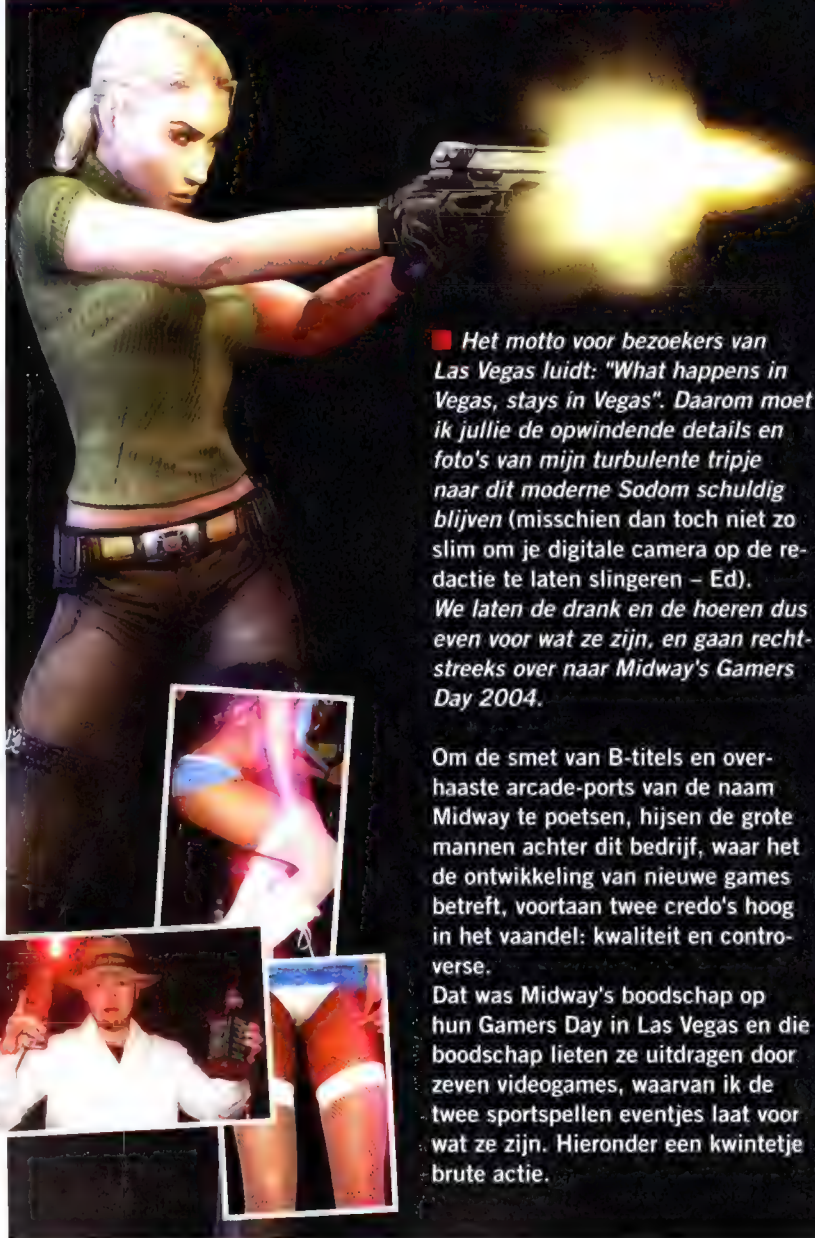 Het motto voor bezoekers van
Las Vegas luidt: "What happens in
Vegas, stays in Vegas". Daarom moet
ik jullie de opwindende details en
foto's van mijn turbulente tripje
naar dit moderne Sodom schuldig
blijven (misschien dan toch niet zo
slim om je digitale camera op de re-
dactie te laten slingeren – Ed).
We laten de drank en de hoeren dus
even voor wat ze zijn, en gaan recht-
streeks over naar Midway's Gamers
Day 2004.
Om de smet van B-titels en over-
haaste arcade-ports van de naam
Midway te poetsen, hijsen de grote
mannen achter dit bedrijf, waar het
de ontwikkeling van nieuwe games
betreft, voortaan twee credo's hoog
in het vaandel: kwaliteit en contro-
verse.
Dat was Midway's boodschap op
hun Gamers Day in Las Vegas en die
boodschap lieten ze uitdragen door
zeven videogames, waarvan ik de
twee sportspellen eventjes laat voor
wat ze zijn. Hieronder een kwintetje
brute actie.